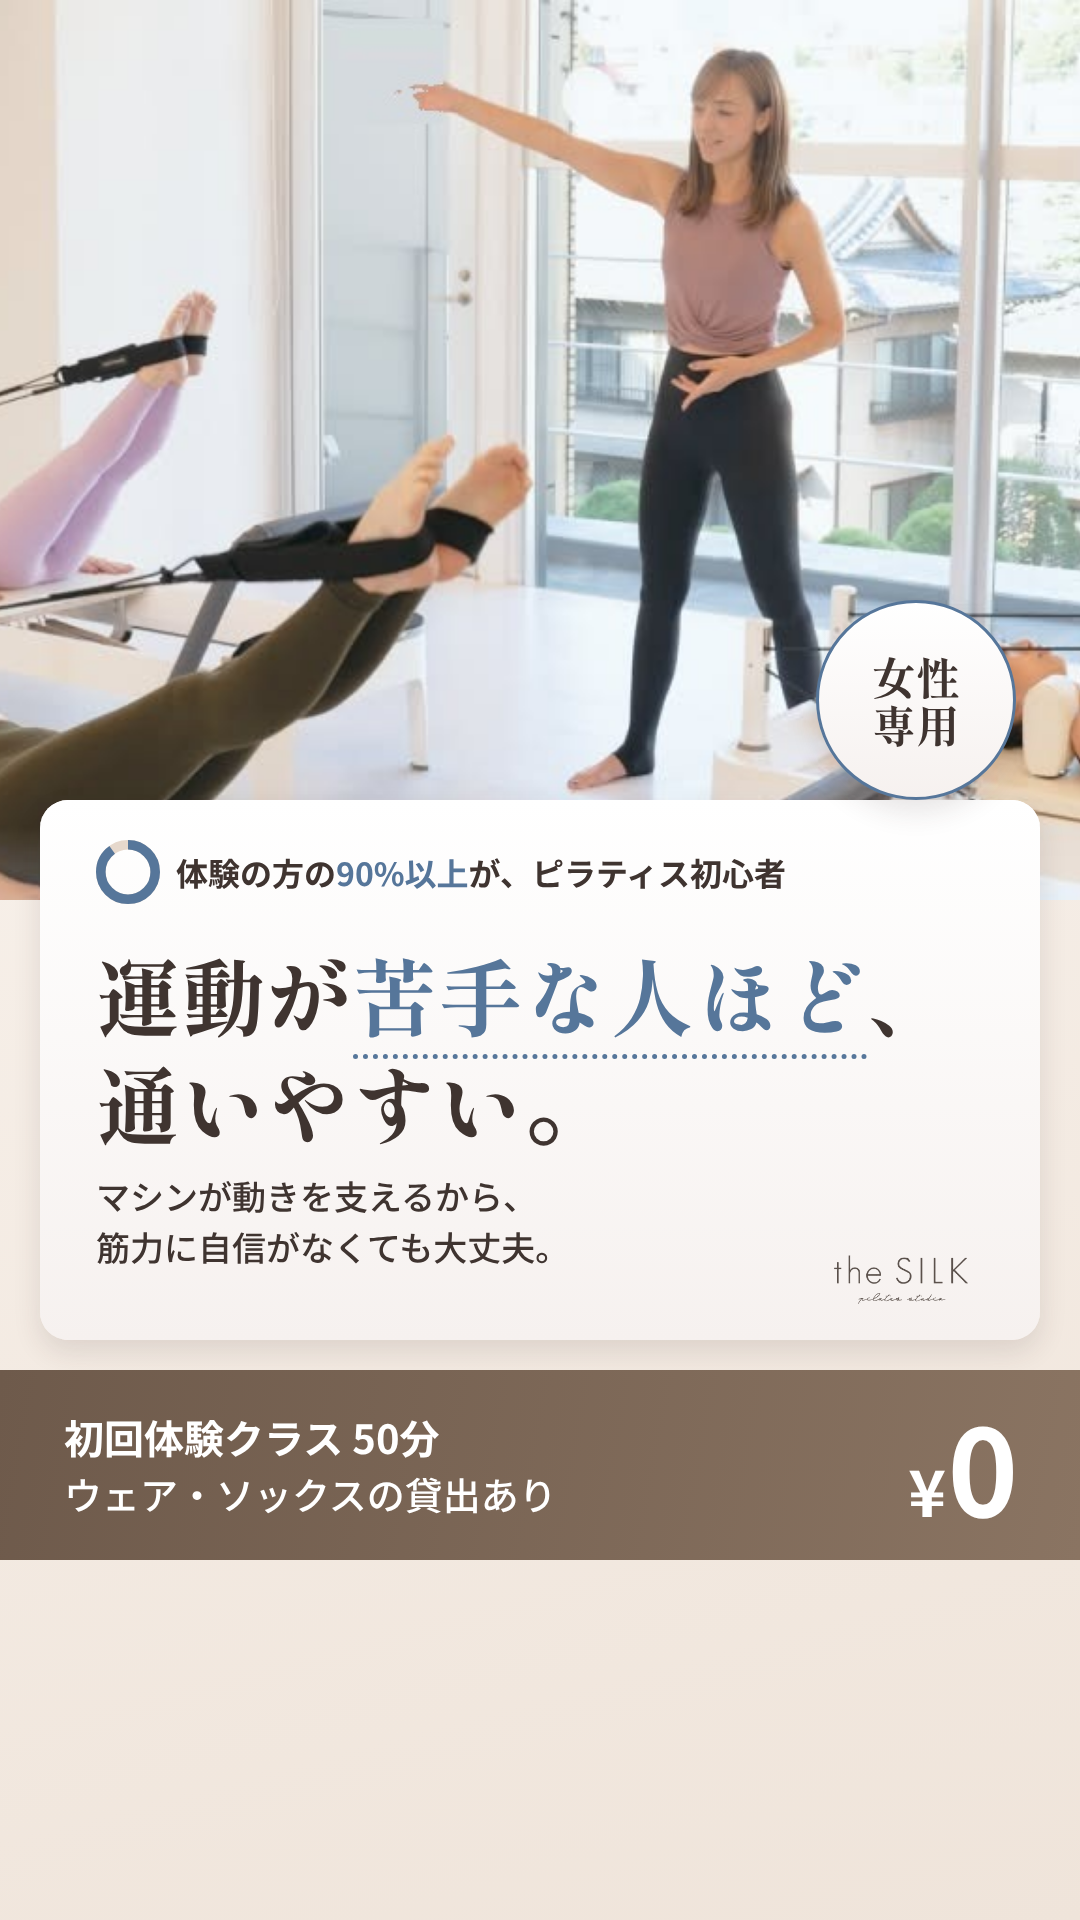 女性
専用
体験の方の90%以上が、ピラティス初心者
運動が苦手な人ほど、
通いやすい。
マシンが動きを支えるから、
筋力に自信がなくても大丈夫。
the SILK
pilates studio
初回体験クラス 50分
ウェア・ソックスの貸出あり
¥0